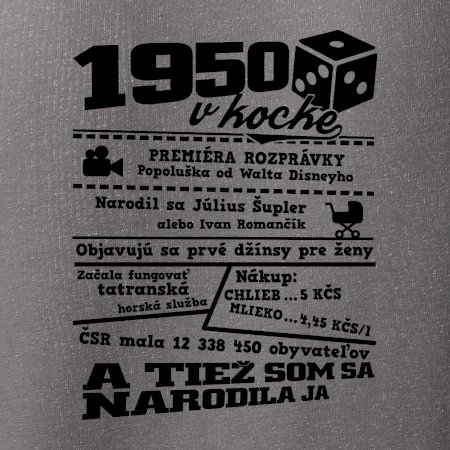 1950
v kocke
PREMIÉRA ROZPRÁVKY
Popoluška od Walta Disneyho
Narodil sa Július Šupler
alebo Ivan Romančík
Objavujú sa prvé džínsy pre ženy
Začala fungovať
tatranská
horská služba
Nákup:
CHLIEB...5 KČS
MLIEKO...4,45 KČS/l
ČSR mala 12 338 450 obyvateľov
A TIEŽ SOM SA
NARODILA JA